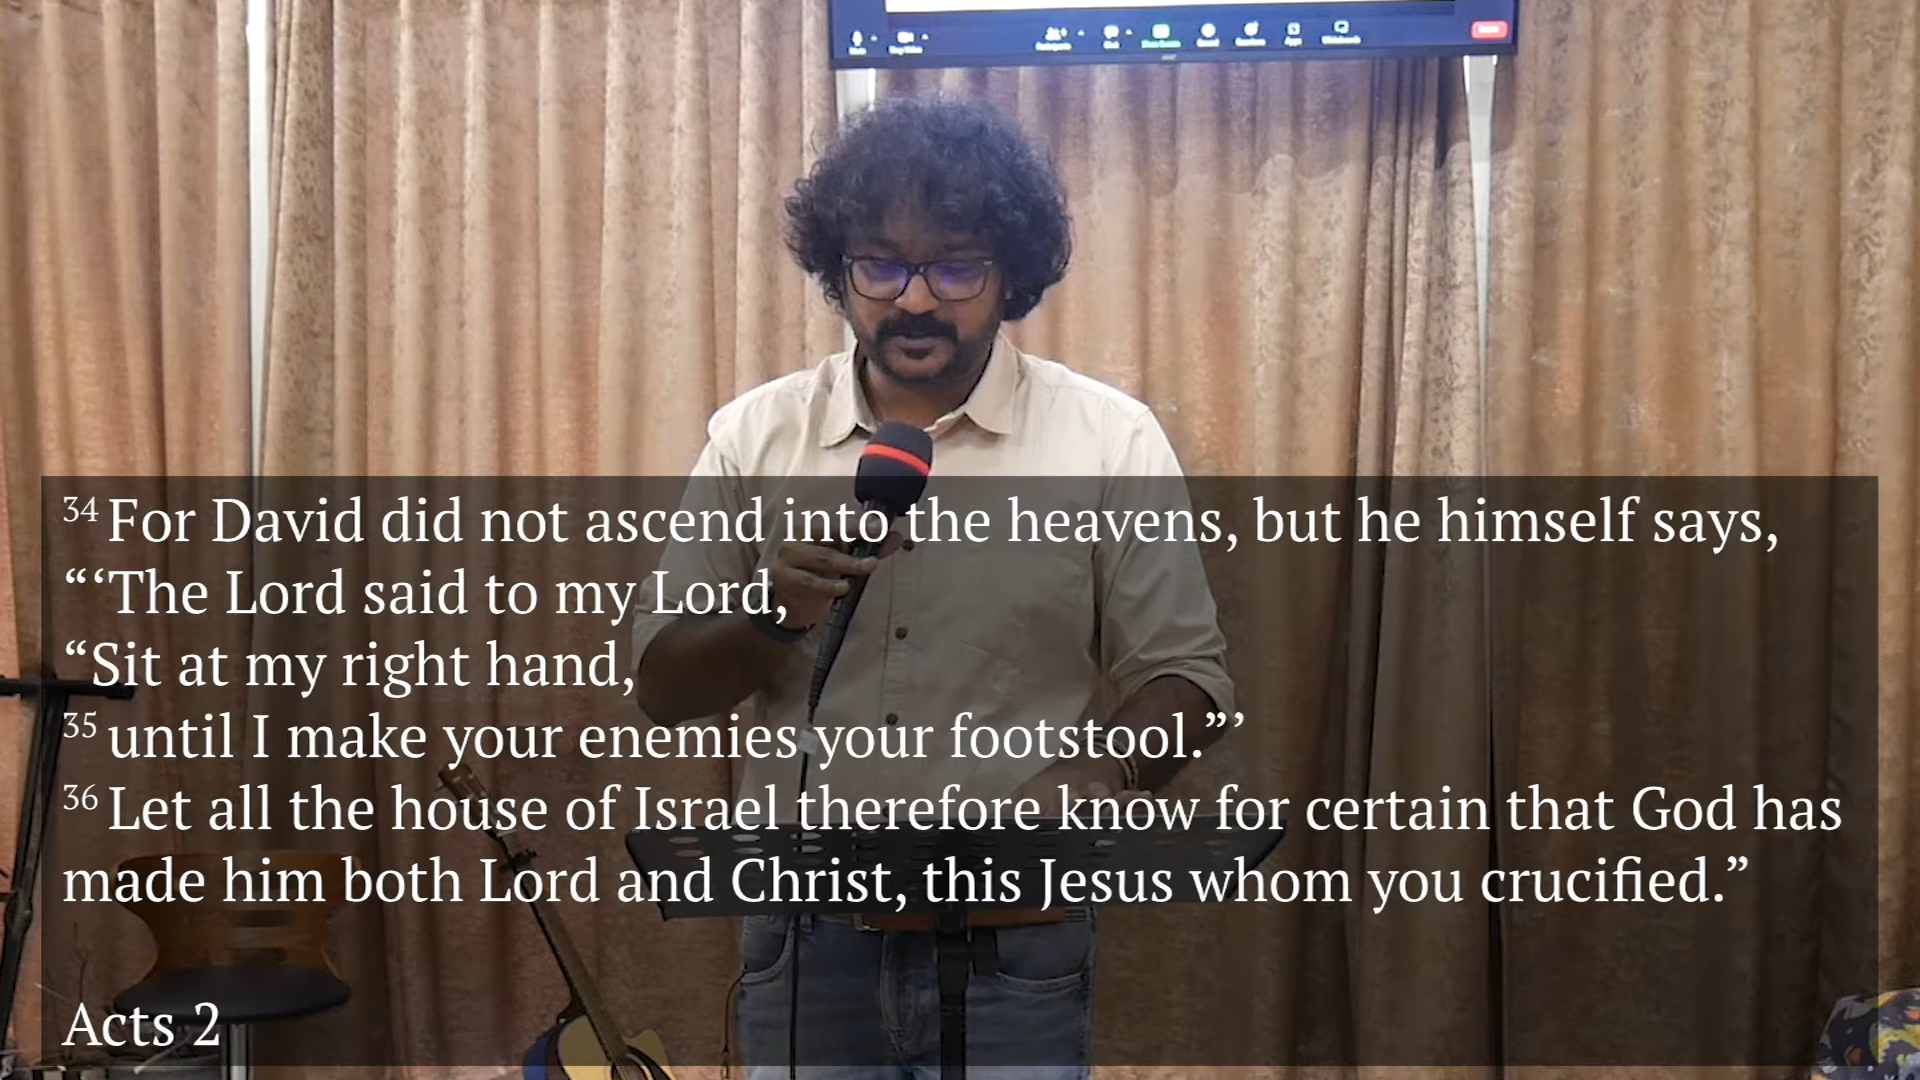 34 For David did not ascend into the heavens, but he himself says,
“‘The Lord said to my Lord,
“Sit at my right hand,
35 until I make your enemies your footstool.”’
36 Let all the house of Israel therefore know for certain that God has
made him both Lord and Christ, this Jesus whom you crucified.”
Acts 2